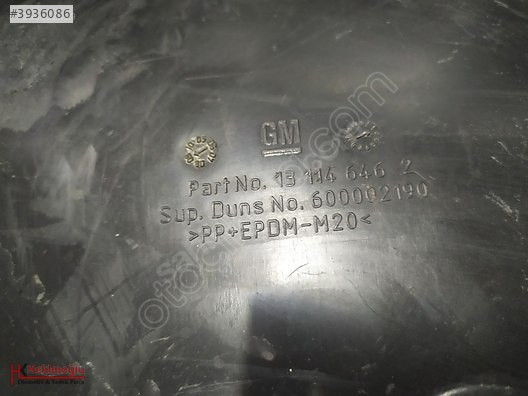 #3936086
GM
Part No. 13 114 646 2
Sup. Duns No. 600002190
>PP+EPDM-M20<